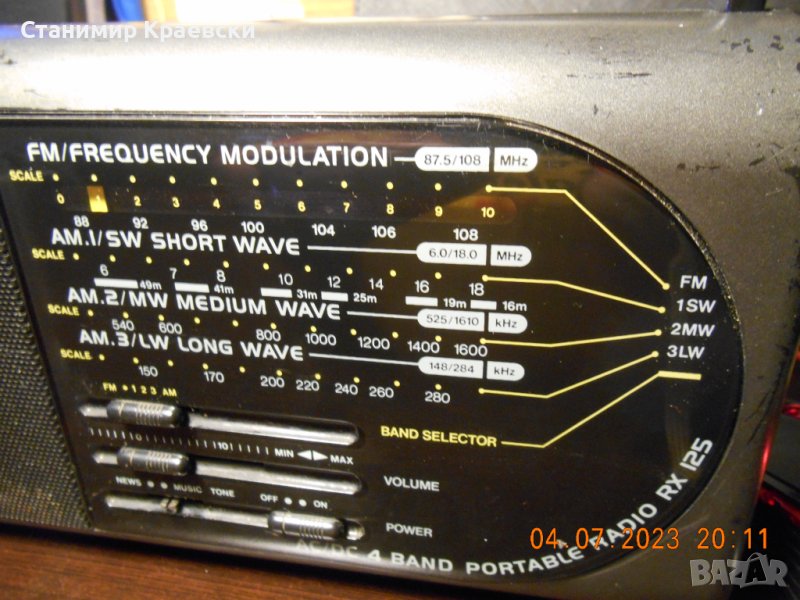 Станимир Краевски
FM/FREQUENCY MODULATION 87.5/108 MHz
SCALE
0 1 2 3 4 5 6 7 8 9 10
88 92 96 100 104 106 108
AM.1/SW SHORT WAVE 6.0/18.0 MHz
SCALE
6 7 8 10 12 14 16 18
49m 41m 31m 25m 19m 16m
AM.2/MW MEDIUM WAVE 525/1610 kHz
SCALE
540 600 800 1000 1200 1400 1600
AM.3/LW LONG WAVE 148/284 kHz
SCALE
150 170 200 220 240 260 280
FM
1SW
2MW
3LW
FM 1 2 3 AM
BAND SELECTOR
0 10 MIN MAX
VOLUME
NEWS MUSIC TONE OFF ON
POWER
AC/DC 4 BAND PORTABLE RADIO RX 125
04.07.2023 20:11
BAZAR